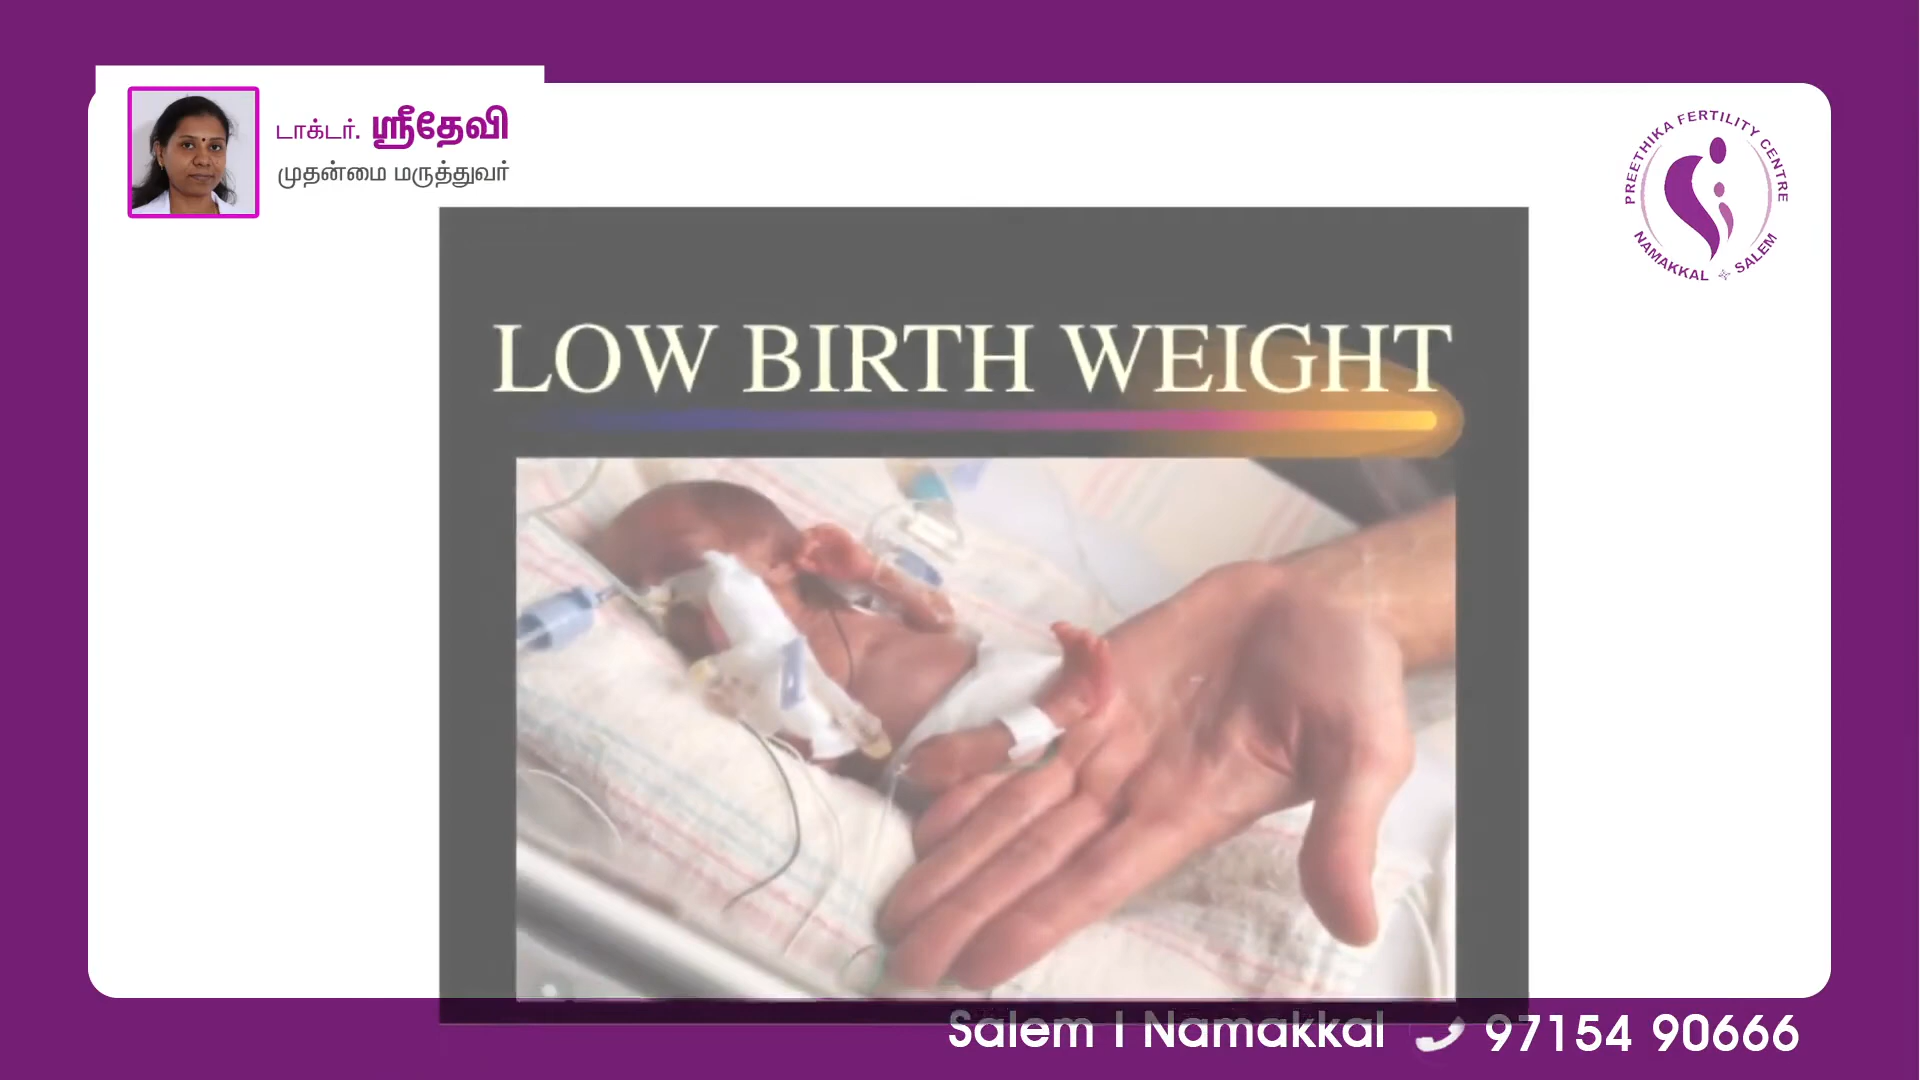 டாக்டர். ஸ்ரீதேவி
முதன்மை மருத்துவர்
PREETHIKA FERTILITY CENTRE
NAMAKKAL SALEM
LOW BIRTH WEIGHT
Salem I Namakkal 97154 90666